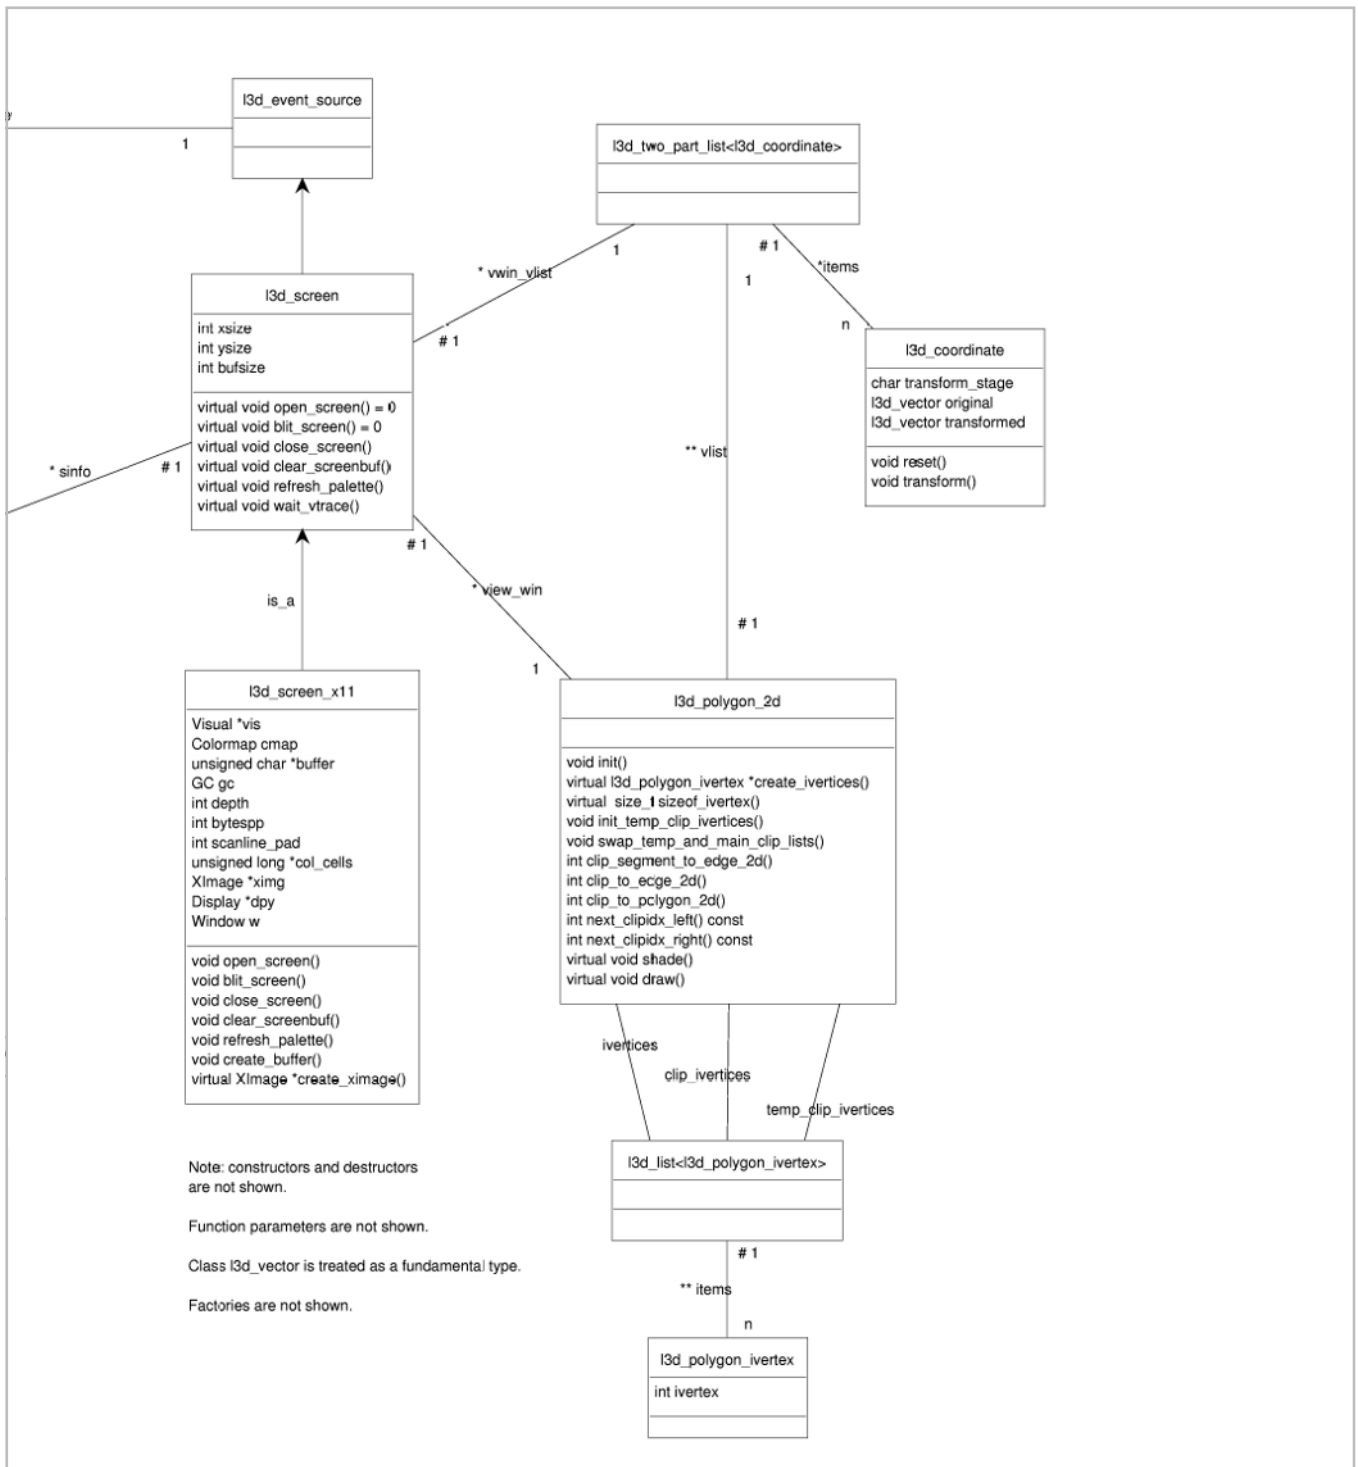 l3d_event_source
1
l3d_two_part_list<l3d_coordinate>
1
# 1
* vwin_vlist
*items
1
n
# 1
l3d_screen
int xsize
int ysize
int bufsize
virtual void open_screen() = 0
virtual void blit_screen() = 0
virtual void close_screen()
virtual void clear_screenbuf()
virtual void refresh_palette()
virtual void wait_vtrace()
l3d_coordinate
char transform_stage
l3d_vector original
l3d_vector transformed
void reset()
void transform()
** vlist
* sinfo
# 1
# 1
* view_win
is_a
# 1
1
l3d_screen_x11
Visual *vis
Colormap cmap
unsigned char *buffer
GC gc
int depth
int bytespp
int scanline_pad
unsigned long *col_cells
XImage *ximg
Display *dpy
Window w
void open_screen()
void blit_screen()
void close_screen()
void clear_screenbuf()
void refresh_palette()
void create_buffer()
virtual XImage *create_ximage()
l3d_polygon_2d
void init()
virtual l3d_polygon_ivertex *create_ivertices()
virtual size_t sizeof_ivertex()
void init_temp_clip_ivertices()
void swap_temp_and_main_clip_lists()
int clip_segment_to_edge_2d()
int clip_to_edge_2d()
int clip_to_polygon_2d()
int next_clipidx_left() const
int next_clipidx_right() const
virtual void shade()
virtual void draw()
ivertices
clip_ivertices
temp_clip_ivertices
l3d_list<l3d_polygon_ivertex>
# 1
** items
n
l3d_polygon_ivertex
int ivertex
Note: constructors and destructors
are not shown.
Function parameters are not shown.
Class l3d_vector is treated as a fundamental type.
Factories are not shown.